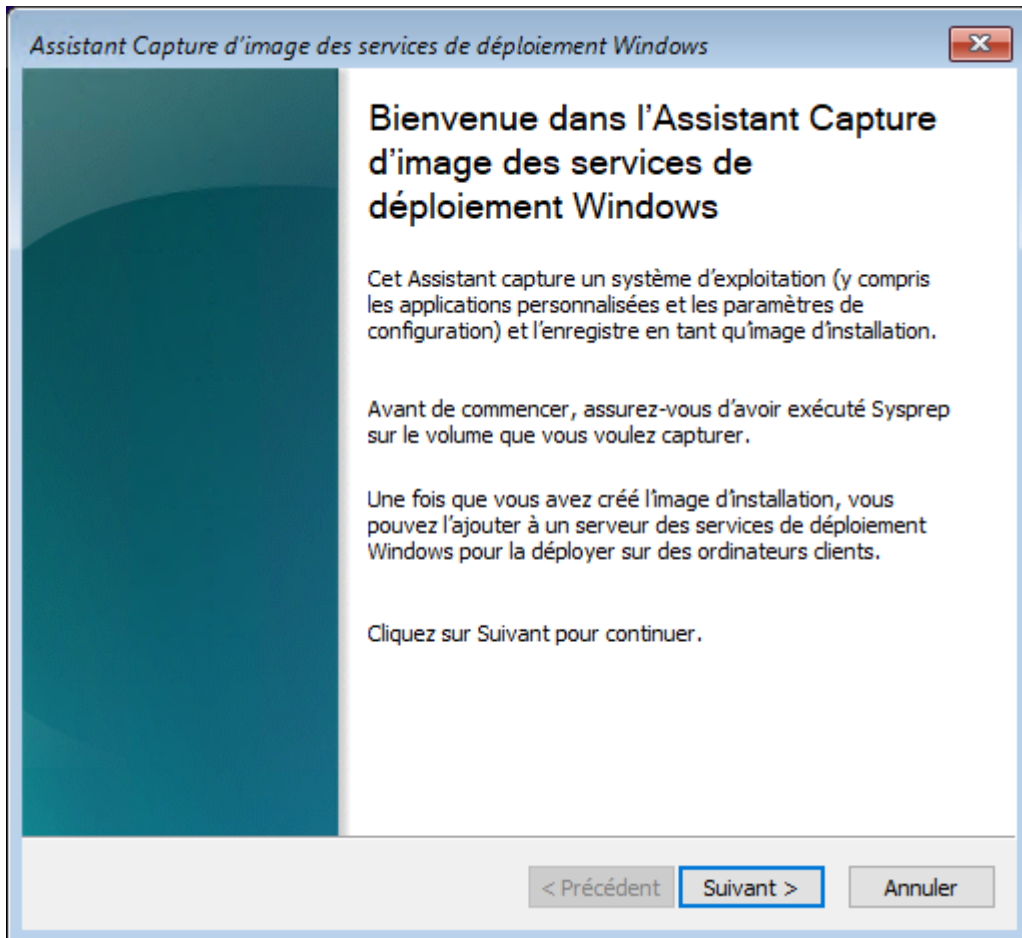 Assistant Capture d’image des services de déploiement Windows
Bienvenue dans l’Assistant Capture
d’image des services de
déploiement Windows
Cet Assistant capture un système d’exploitation (y compris
les applications personnalisées et les paramètres de
configuration) et l’enregistre en tant qu’image d’installation.
Avant de commencer, assurez-vous d’avoir exécuté Sysprep
sur le volume que vous voulez capturer.
Une fois que vous avez créé l’image d’installation, vous
pouvez l’ajouter à un serveur des services de déploiement
Windows pour la déployer sur des ordinateurs clients.
Cliquez sur Suivant pour continuer.
< Précédent Suivant > Annuler